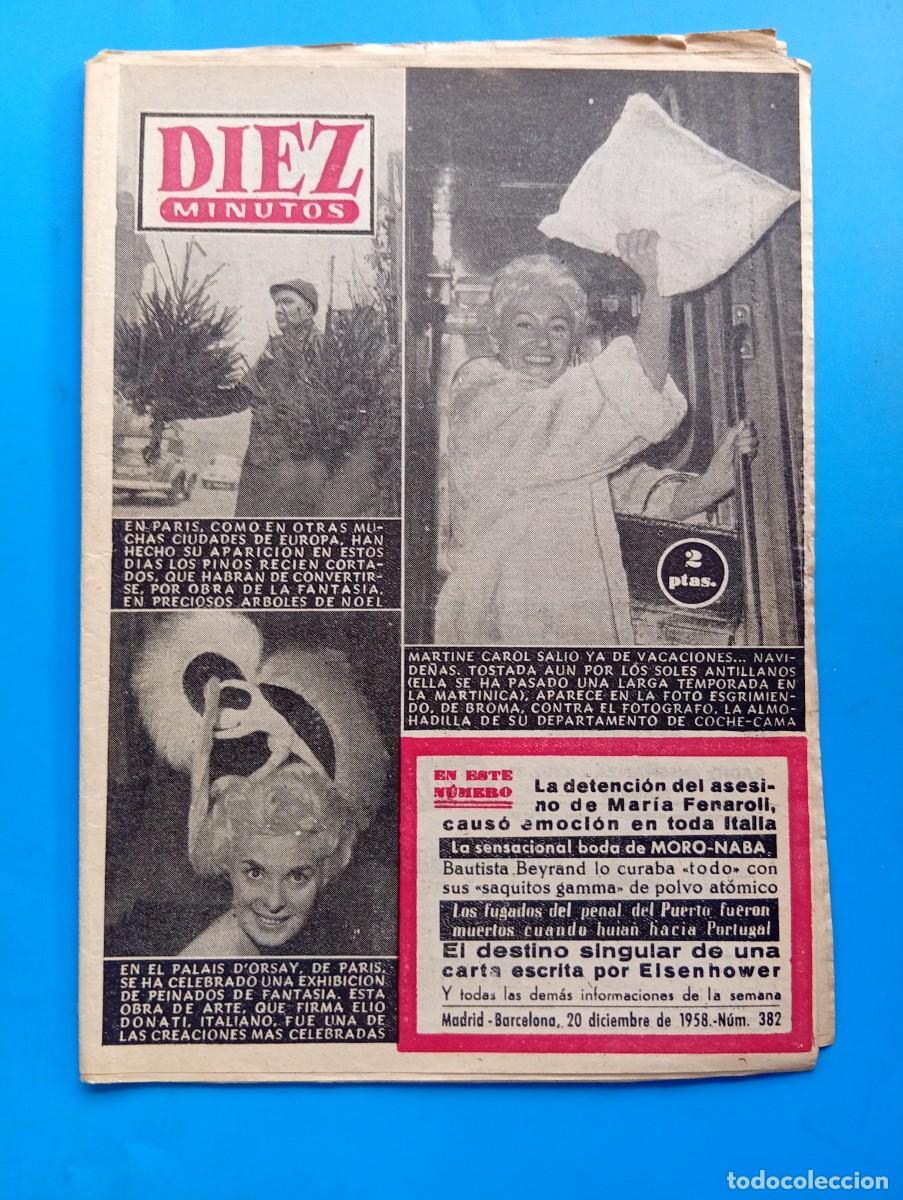 DIEZ
MINUTOS
EN PARIS, COMO EN OTRAS MU-
CHAS CIUDADES DE EUROPA, HAN
HECHO SU APARICION EN ESTOS
DIAS LOS PINOS RECIEN CORTA-
DOS, QUE HABRAN DE CONVERTIR-
SE, POR OBRA DE LA FANTASIA,
EN PRECIOSOS ARBOLES DE NOEL
2
ptas.
MARTINE CAROL SALIO YA DE VACACIONES... NAVI-
DEÑAS. TOSTADA AUN POR LOS SOLES ANTILLANOS
(ELLA SE HA PASADO UNA LARGA TEMPORADA EN
LA MARTINICA), APARECE EN LA FOTO ESGRIMIEN-
DO, DE BROMA, CONTRA EL FOTOGRAFO, LA ALMO-
HADILLA DE SU DEPARTAMENTO DE COCHE-CAMA
EN EL PALAIS D'ORSAY, DE PARIS,
SE HA CELEBRADO UNA EXHIBICION
DE PEINADOS DE FANTASIA. ESTA
OBRA DE ARTE, QUE FIRMA ELIO
DONATI, ITALIANO, FUE UNA DE
LAS CREACIONES MAS CELEBRADAS
EN ESTE
NÚMERO
La detención del asesi-
no de María Fenaroli,
causó emoción en toda Italia
La sensacional boda de MORO-NABA
Bautista Beyrand lo curaba «todo» con
sus «saquitos gamma» de polvo atómico
Los fugados del penal del Puerto fueron
muertos cuando huían hacia Portugal
El destino singular de una
carta escrita por Eisenhower
Y todas las demás informaciones de la semana
Madrid - Barcelona, 20 diciembre de 1958.-Núm. 382
todocoleccion